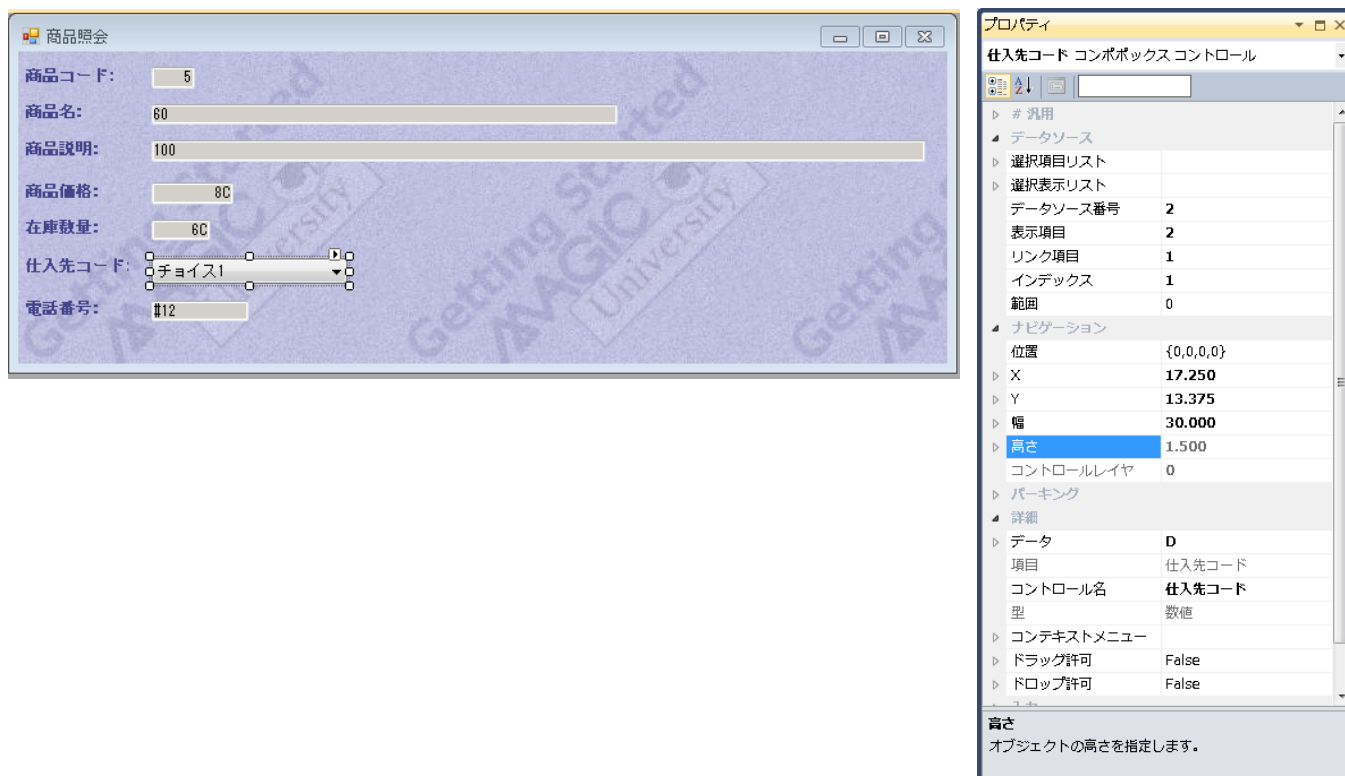 商品照会
商品コード: 5
商品名: 60
商品説明: 100
商品価格: 8C
在庫数量: 6C
仕入先コード: チョイス1
電話番号: #12
Getting Started
MAGIC
University
Getting Started
MAGIC
University
Getting Started
MAGIC
プロパティ
仕入先コード コンボボックス コントロール
# 汎用
データソース
選択項目リスト
選択表示リスト
データソース番号 2
表示項目 2
リンク項目 1
インデックス 1
範囲 0
ナビゲーション
位置 {0,0,0,0}
X 17.250
Y 13.375
幅 30.000
高さ 1.500
コントロールレイヤ 0
パーキング
詳細
データ D
項目 仕入先コード
コントロール名 仕入先コード
型 数値
コンテキストメニュー
ドラッグ許可 False
ドロップ許可 False
高さ
オブジェクトの高さを指定します。